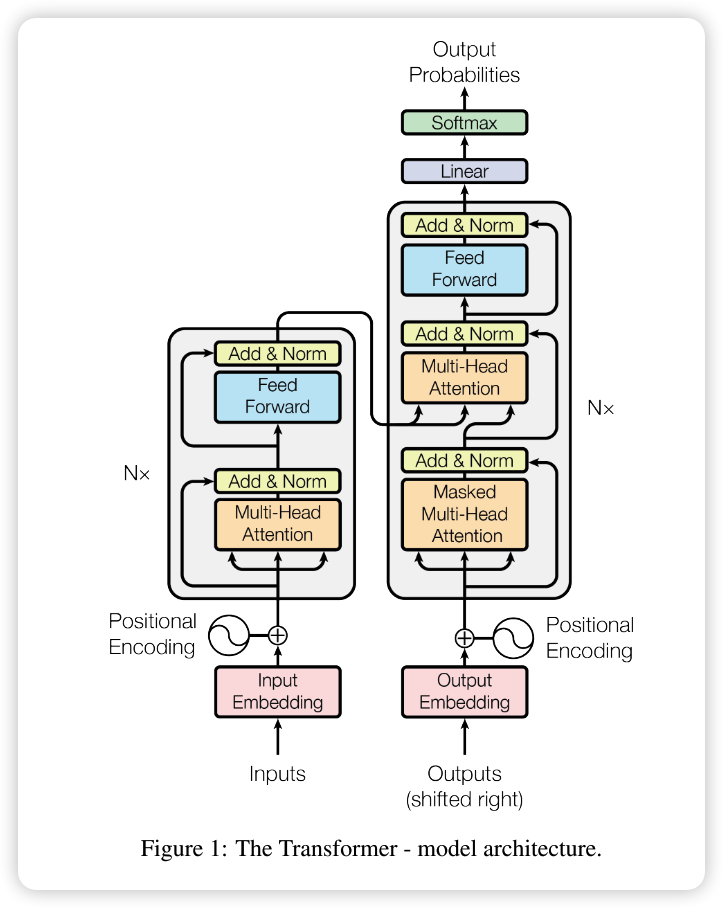 Output
Probabilities
Softmax
Linear
Add & Norm
Feed
Forward
Add & Norm
Multi-Head
Attention
Add & Norm
Masked
Multi-Head
Attention
N×
Add & Norm
Feed
Forward
Add & Norm
Multi-Head
Attention
N×
Positional
Encoding
Positional
Encoding
Input
Embedding
Output
Embedding
Inputs
Outputs
(shifted right)
Figure 1: The Transformer - model architecture.